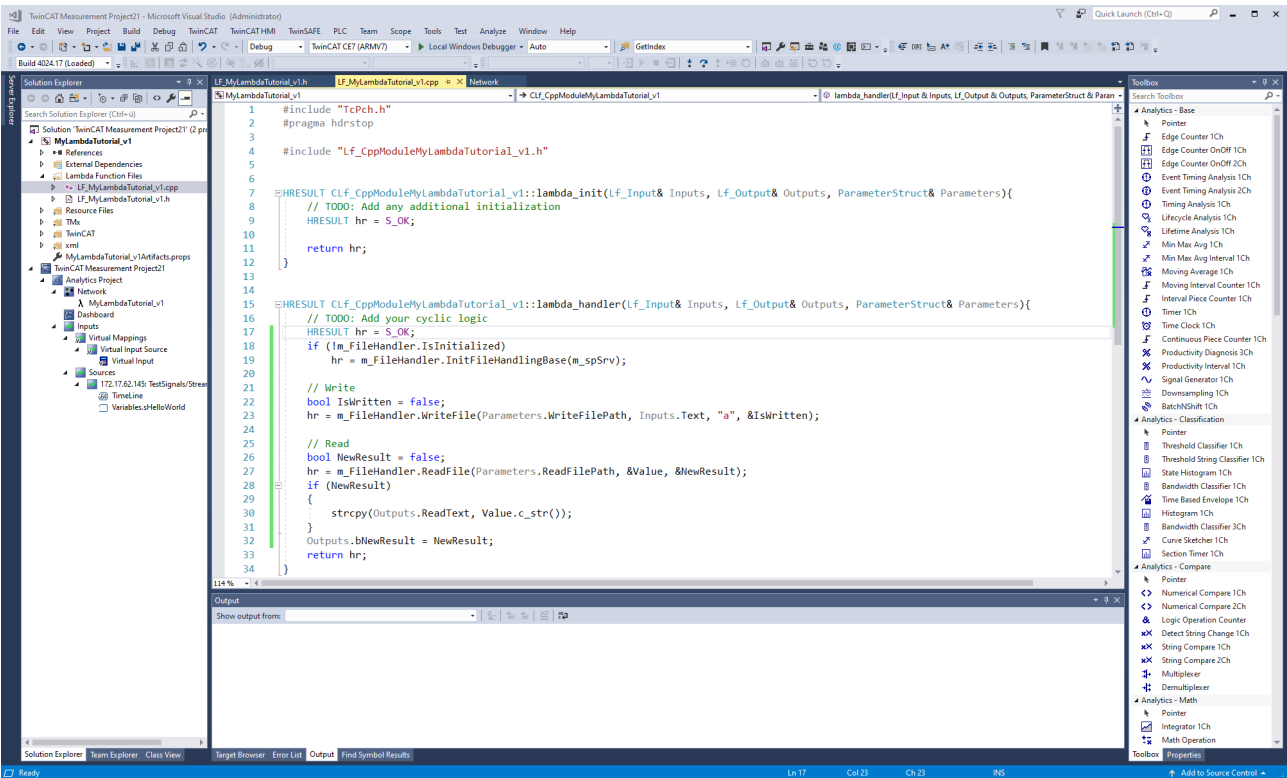 TwinCAT Measurement Project21 - Microsoft Visual Studio (Administrator)
Quick Launch (Ctrl+Q)
File Edit View Project Build Debug TwinCAT TwinCAT HMI TwinSAFE PLC Team Scope Tools Test Analyze Window Help
Debug TwinCAT CE7 (ARMV7) Local Windows Debugger Auto GetIndex
Build 4024.17 (Loaded)
Server Explorer
Solution Explorer
Search Solution Explorer (Ctrl+ü)
Solution 'TwinCAT Measurement Project21' (2 pro
MyLambdaTutorial_v1
References
External Dependencies
Lambda Function Files
LF_MyLambdaTutorial_v1.cpp
LF_MyLambdaTutorial_v1.h
Resource Files
TMx
TwinCAT
xml
MyLambdaTutorial_v1Artifacts.props
TwinCAT Measurement Project21
Analytics Project
Network
MyLambdaTutorial_v1
Dashboard
Inputs
Virtual Mappings
Virtual Input Source
Virtual Input
Sources
172.17.62.145: TestSignals/Strear
TimeLine
Variables.sHelloWorld
Solution Explorer Team Explorer Class View
LF_MyLambdaTutorial_v1.h LF_MyLambdaTutorial_v1.cpp Network
MyLambdaTutorial_v1 CLf_CppModuleMyLambdaTutorial_v1 lambda_handler(Lf_Input & Inputs, Lf_Output & Outputs, ParameterStruct & Paran
1 #include "TcPch.h"
2 #pragma hdrstop
3
4 #include "Lf_CppModuleMyLambdaTutorial_v1.h"
5
6
7 HRESULT CLf_CppModuleMyLambdaTutorial_v1::lambda_init(Lf_Input& Inputs, Lf_Output& Outputs, ParameterStruct& Parameters){
8 // TODO: Add any additional initialization
9 HRESULT hr = S_OK;
10
11 return hr;
12 }
13
14
15 HRESULT CLf_CppModuleMyLambdaTutorial_v1::lambda_handler(Lf_Input& Inputs, Lf_Output& Outputs, ParameterStruct& Parameters){
16 // TODO: Add your cyclic logic
17 HRESULT hr = S_OK;
18 if (!m_FileHandler.IsInitialized)
19 hr = m_FileHandler.InitFileHandlingBase(m_spSrv);
20
21 // Write
22 bool IsWritten = false;
23 hr = m_FileHandler.WriteFile(Parameters.WriteFilePath, Inputs.Text, "a", &IsWritten);
24
25 // Read
26 bool NewResult = false;
27 hr = m_FileHandler.ReadFile(Parameters.ReadFilePath, &Value, &NewResult);
28 if (NewResult)
29 {
30 strcpy(Outputs.ReadText, Value.c_str());
31 }
32 Outputs.bNewResult = NewResult;
33 return hr;
34 }
114 %
Output
Show output from:
Target Browser Error List Output Find Symbol Results
Toolbox
Search Toolbox
Analytics - Base
Pointer
Edge Counter 1Ch
Edge Counter OnOff 1Ch
Edge Counter OnOff 2Ch
Event Timing Analysis 1Ch
Event Timing Analysis 2Ch
Timing Analysis 1Ch
Lifecycle Analysis 1Ch
Lifetime Analysis 1Ch
Min Max Avg 1Ch
Min Max Avg Interval 1Ch
Moving Average 1Ch
Moving Interval Counter 1Ch
Interval Piece Counter 1Ch
Timer 1Ch
Time Clock 1Ch
Continuous Piece Counter 1Ch
Productivity Diagnosis 3Ch
Productivity Interval 1Ch
Signal Generator 1Ch
Downsampling 1Ch
BatchNShift 1Ch
Analytics - Classification
Pointer
Threshold Classifier 1Ch
Threshold String Classifier 1Ch
State Histogram 1Ch
Bandwidth Classifier 1Ch
Time Based Envelope 1Ch
Histogram 1Ch
Bandwidth Classifier 3Ch
Curve Sketcher 1Ch
Section Timer 1Ch
Analytics - Compare
Pointer
Numerical Compare 1Ch
Numerical Compare 2Ch
Logic Operation Counter
Detect String Change 1Ch
String Compare 1Ch
String Compare 2Ch
Multiplexer
Demultiplexer
Analytics - Math
Pointer
Integrator 1Ch
Math Operation
Toolbox Properties
Ready Ln 17 Col 23 Ch 23 INS Add to Source Control